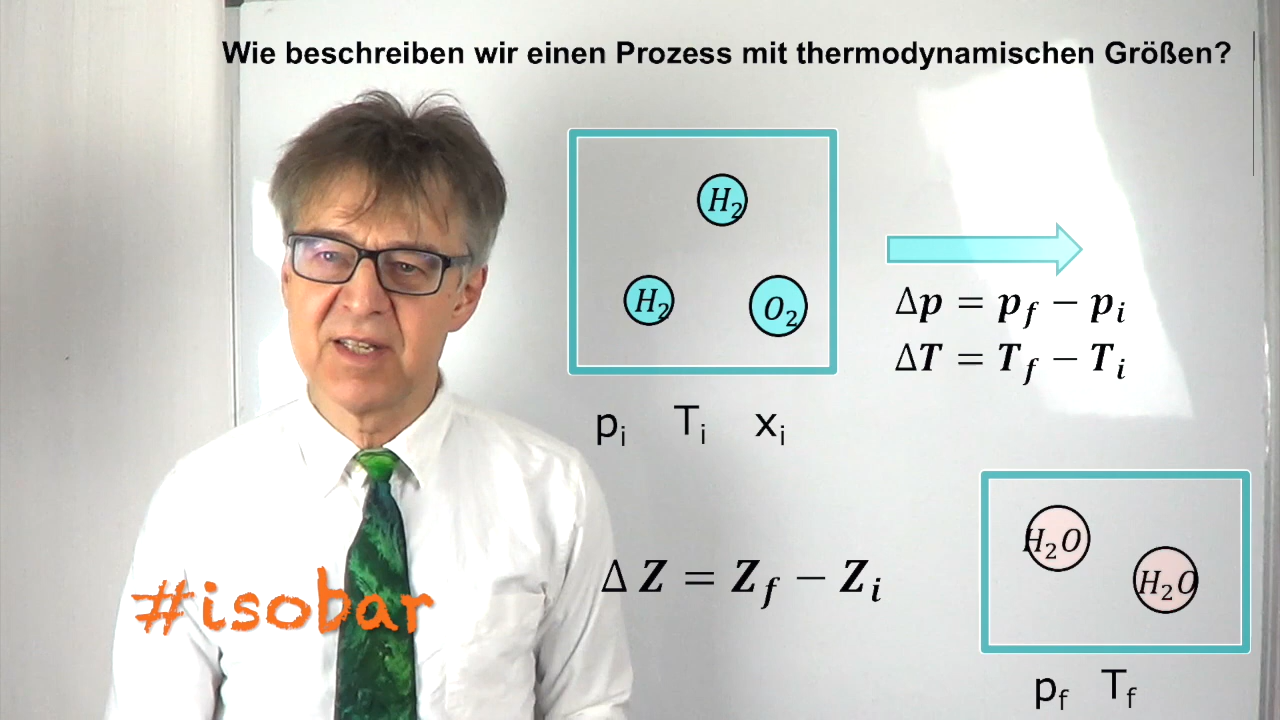 Wie beschreiben wir einen Prozess mit thermodynamischen Größen?
H₂
H₂ O₂
Δp = p_f − p_i
ΔT = T_f − T_i
p_i T_i x_i
Δ Z = Z_f − Z_i
#isobar
H₂O
H₂O
p_f T_f